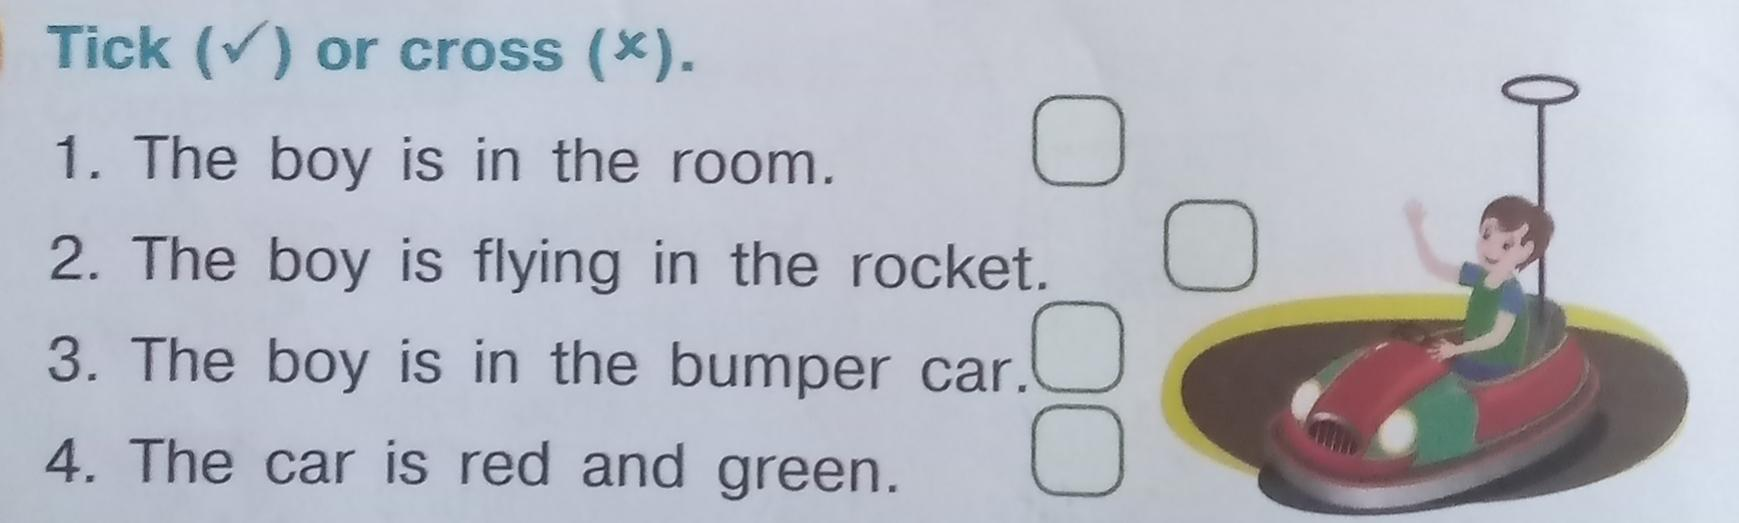 Tick (✓) or cross (×).
1. The boy is in the room.
2. The boy is flying in the rocket.
3. The boy is in the bumper car.
4. The car is red and green.